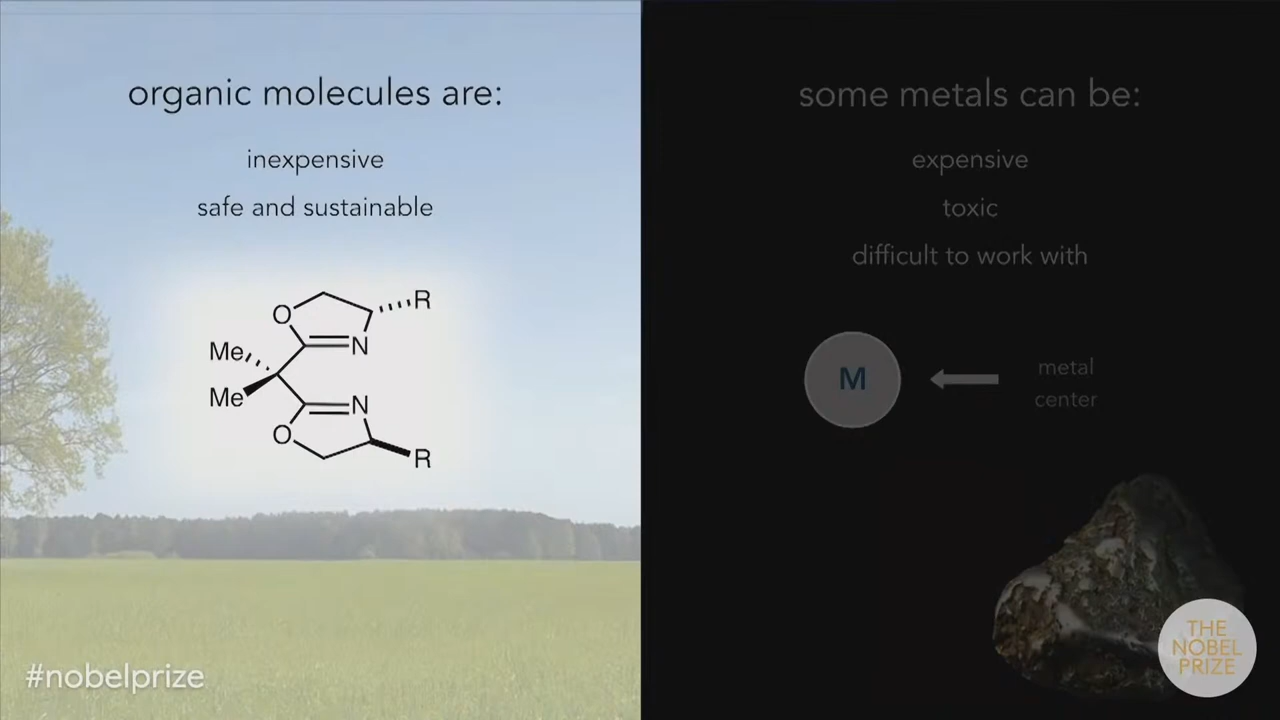 organic molecules are:
inexpensive
safe and sustainable
O
R
N
Me
Me
N
O
R
some metals can be:
expensive
toxic
difficult to work with
M
metal
center
#nobelprize
THE
NOBEL
PRIZE